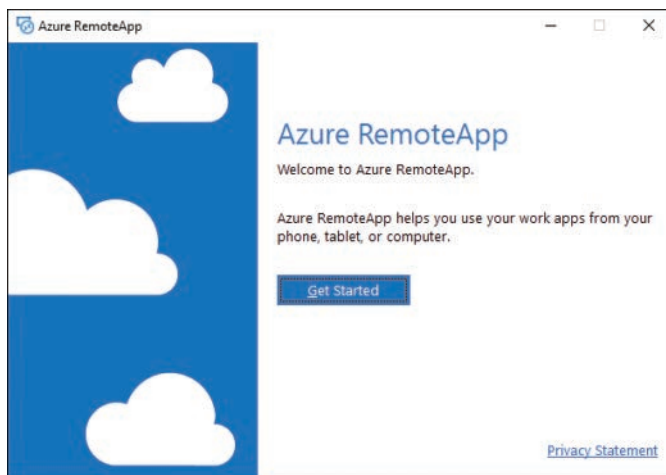 Azure RemoteApp
Azure RemoteApp
Welcome to Azure RemoteApp.
Azure RemoteApp helps you use your work apps from your
phone, tablet, or computer.
Get Started
Privacy Statement